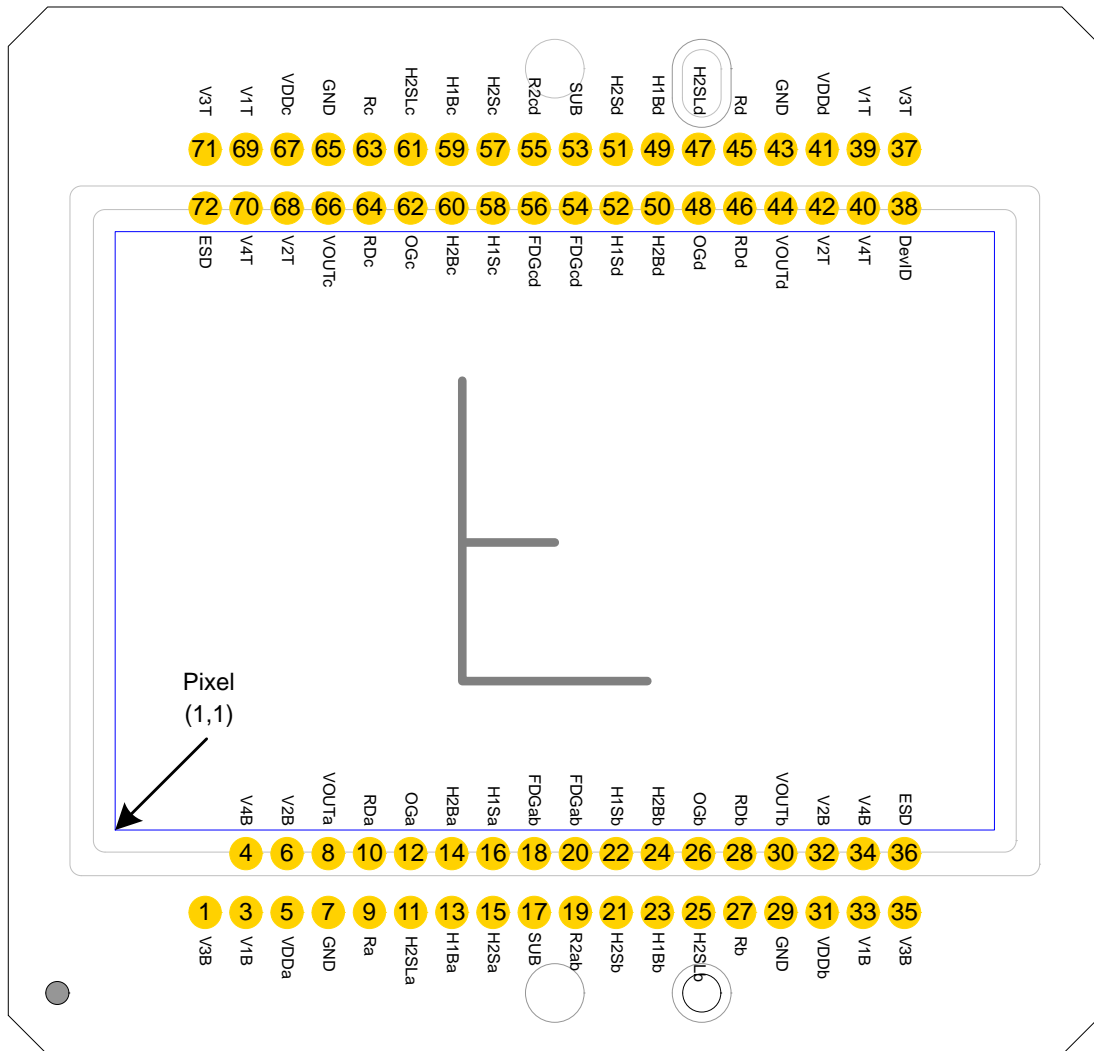 V3T V1T VDDc GND Rc H2SLc H1Bc H2Sc R2cd SUB H2Sd H1Bd H2SLd Rd GND VDDd V1T V3T
71 69 67 65 63 61 59 57 55 53 51 49 47 45 43 41 39 37
72 70 68 66 64 62 60 58 56 54 52 50 48 46 44 42 40 38
ESD V4T V2T VOUTc RDc OGc H2Bc H1Sc FDGcd FDGcd H1Sd H2Bd OGd RDd VOUTd V2T V4T DevID
Pixel
(1,1)
V4B V2B VOUTa RDa OGa H2Ba H1Sa FDGab FDGab H1Sb H2Bb OGb RDb VOUTb V2B V4B ESD
4 6 8 10 12 14 16 18 20 22 24 26 28 30 32 34 36
1 3 5 7 9 11 13 15 17 19 21 23 25 27 29 31 33 35
V3B V1B VDDa GND Ra H2SLa H1Ba H2Sa SUB R2ab H2Sb H1Bb H2SLb Rb GND VDDb V1B V3B